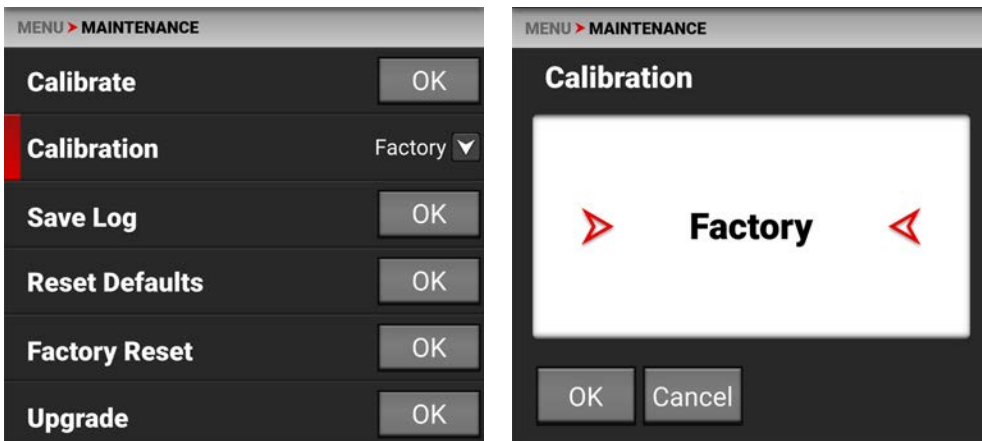 MENU > MAINTENANCE
Calibrate OK
Calibration Factory
Save Log OK
Reset Defaults OK
Factory Reset OK
Upgrade OK
MENU > MAINTENANCE
Calibration
Factory
OK Cancel